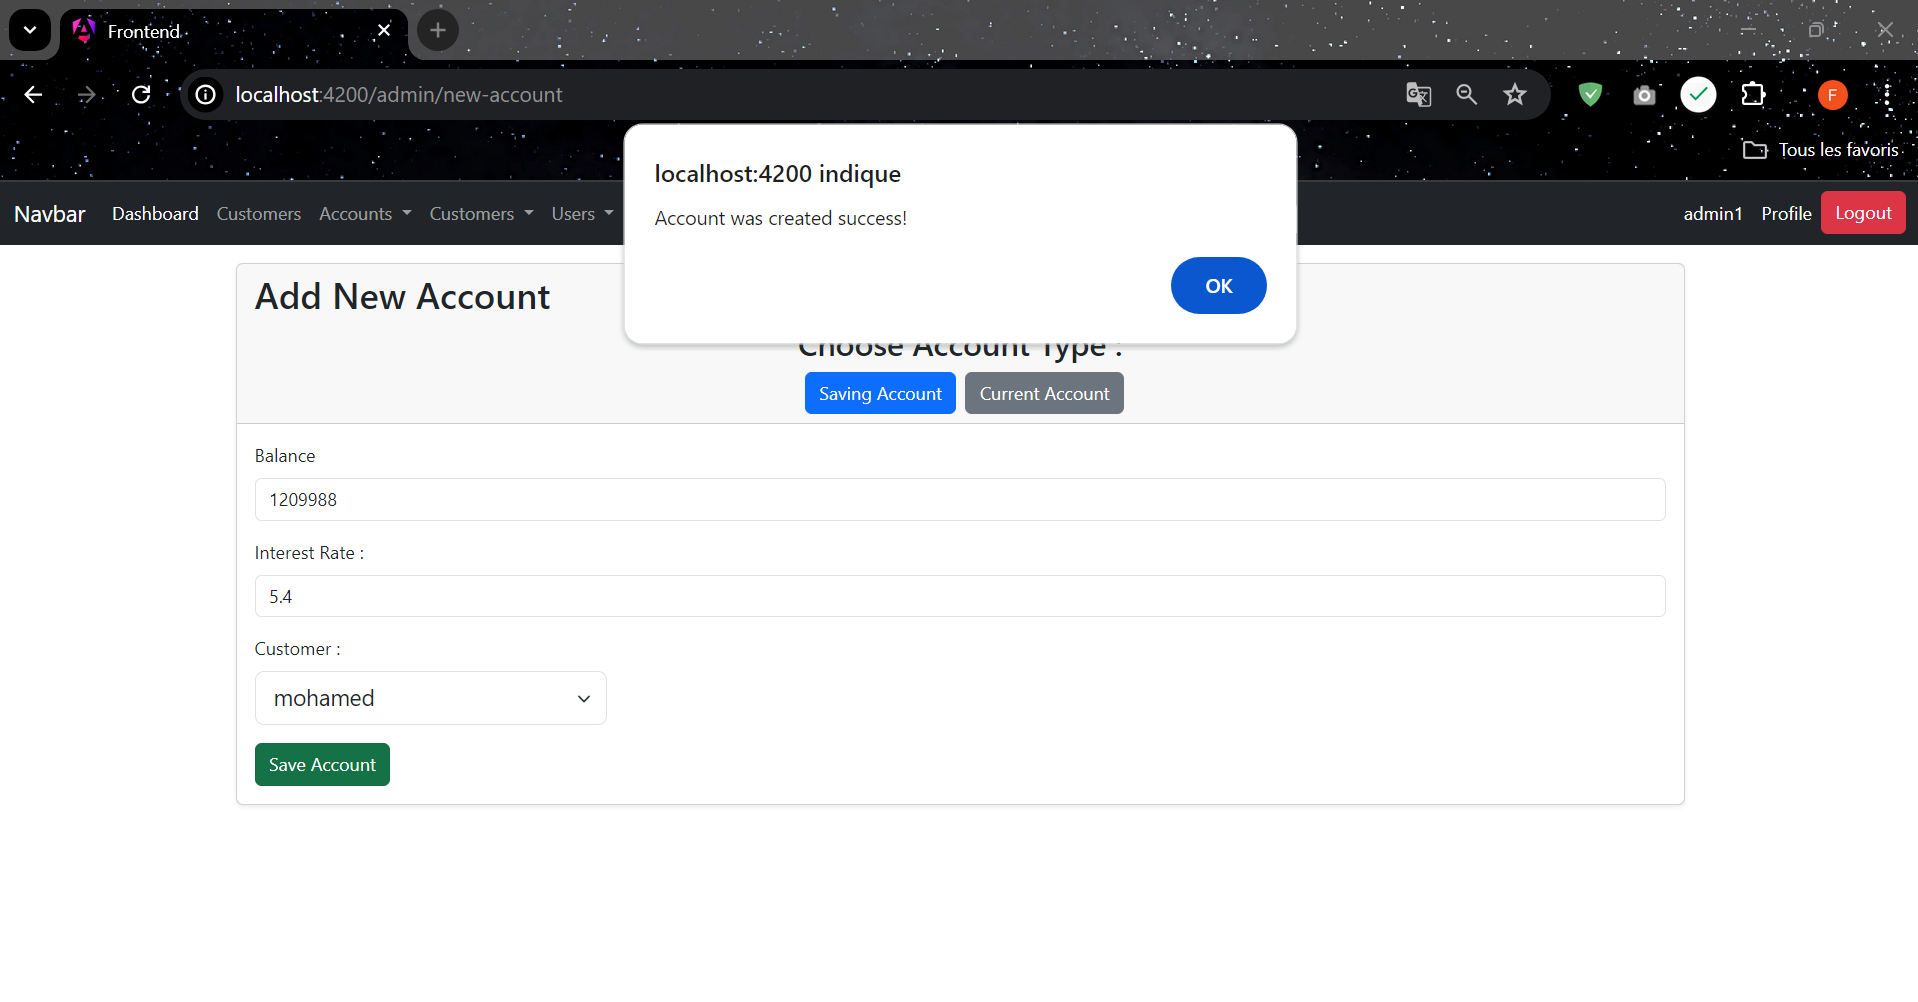 Frontend
localhost:4200/admin/new-account
F
Tous les favoris
localhost:4200 indique
Account was created success!
OK
Navbar Dashboard Customers Accounts Customers Users
admin1 Profile Logout
Add New Account
Choose Account Type :
Saving Account Current Account
Balance
1209988
Interest Rate :
5.4
Customer :
mohamed
Save Account